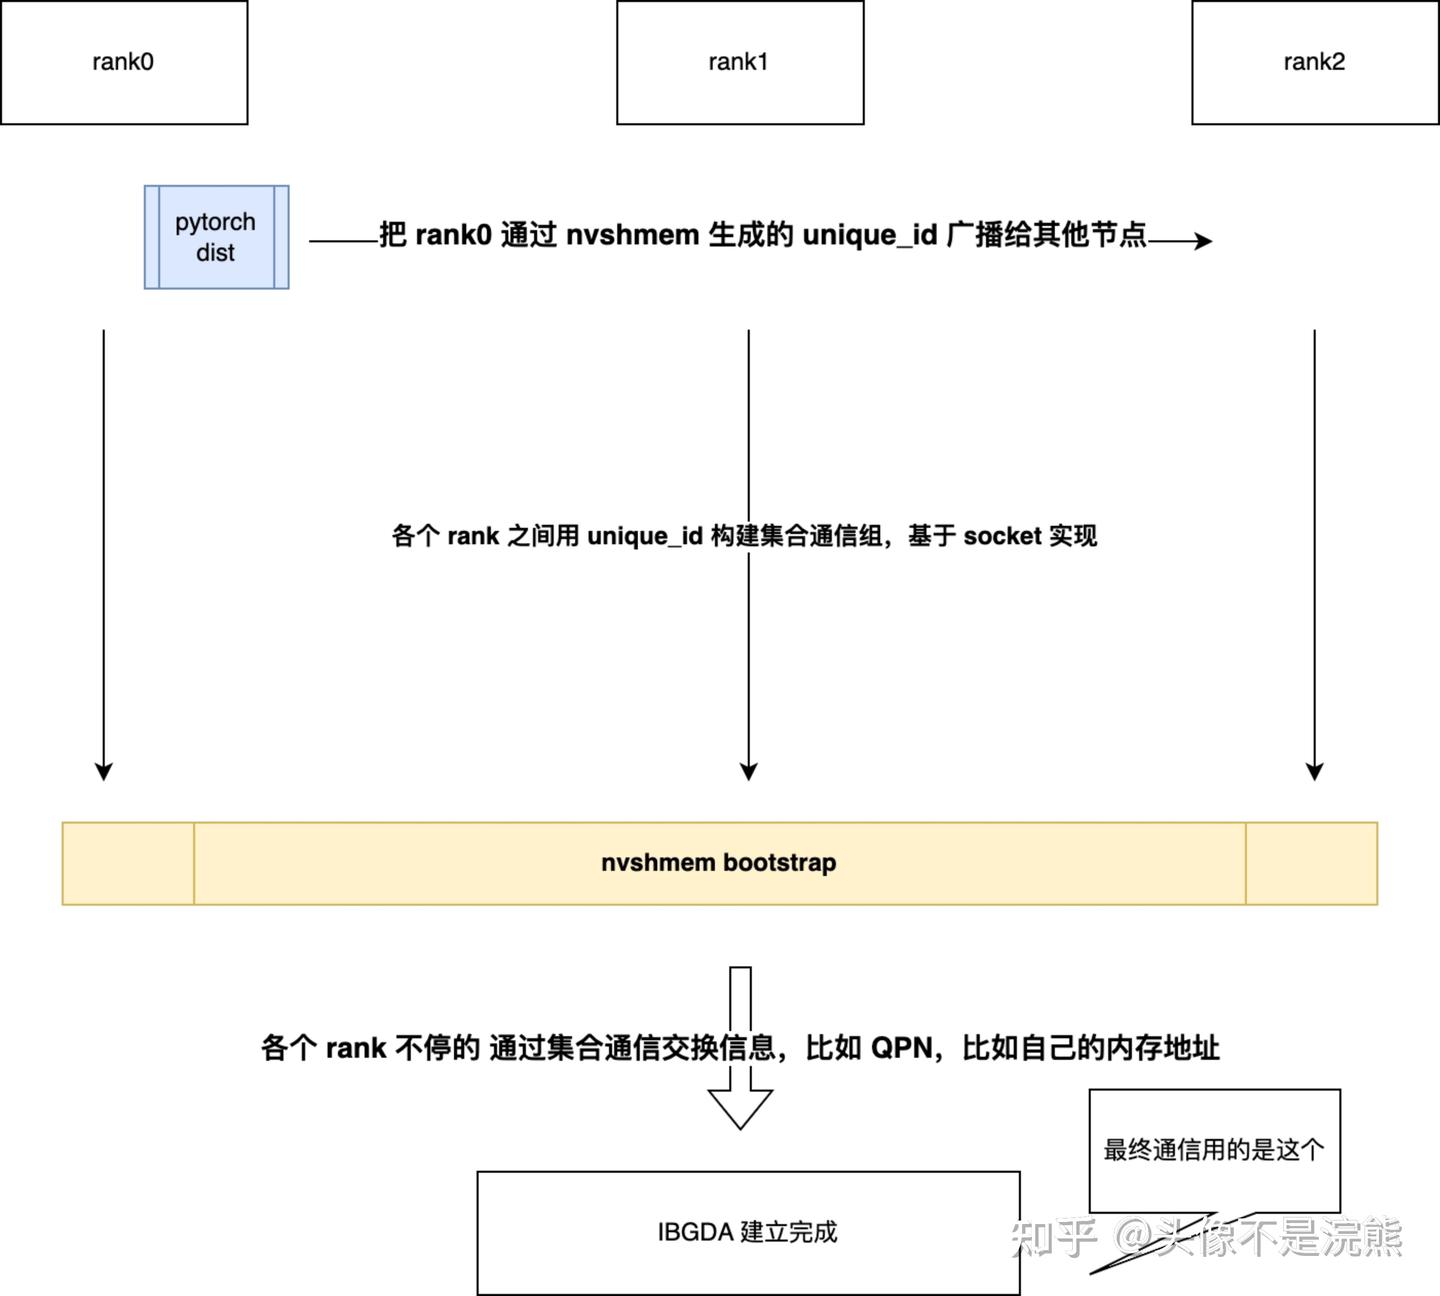 rank0
rank1
rank2
pytorch
dist
把 rank0 通过 nvshmem 生成的 unique_id 广播给其他节点
各个 rank 之间用 unique_id 构建集合通信组，基于 socket 实现
nvshmem bootstrap
各个 rank 不停的 通过集合通信交换信息，比如 QPN，比如自己的内存地址
最终通信用的是这个
IBGDA 建立完成
知乎 @头像不是浣熊